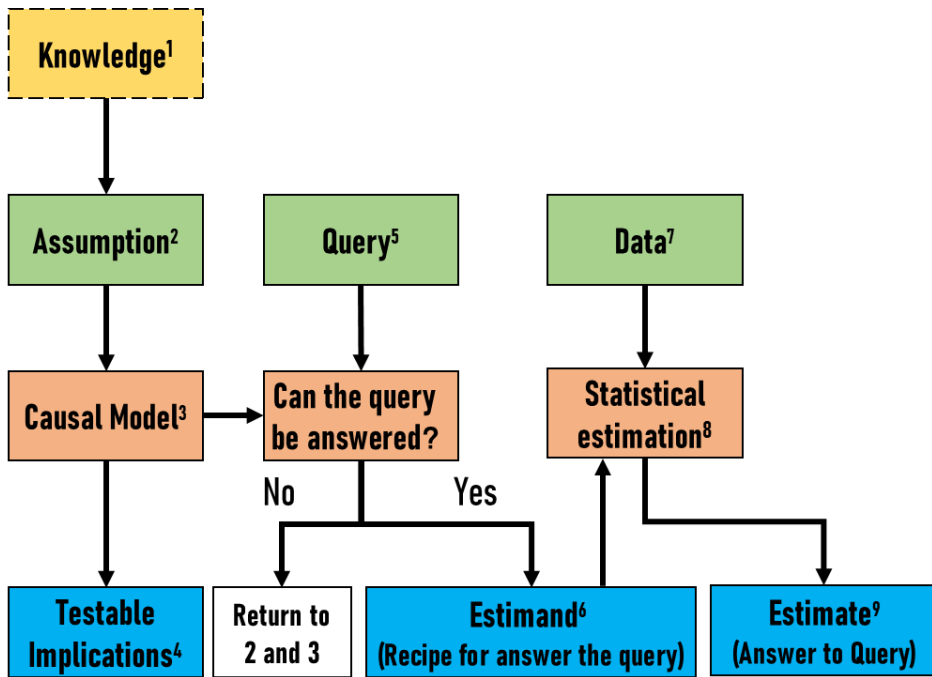 Knowledge¹
Assumption²
Query⁵
Data⁷
Causal Model³
Can the query
be answered?
Statistical
estimation⁸
No
Yes
Testable
Implications⁴
Return to
2 and 3
Estimand⁶
(Recipe for answer the query)
Estimate⁹
(Answer to Query)